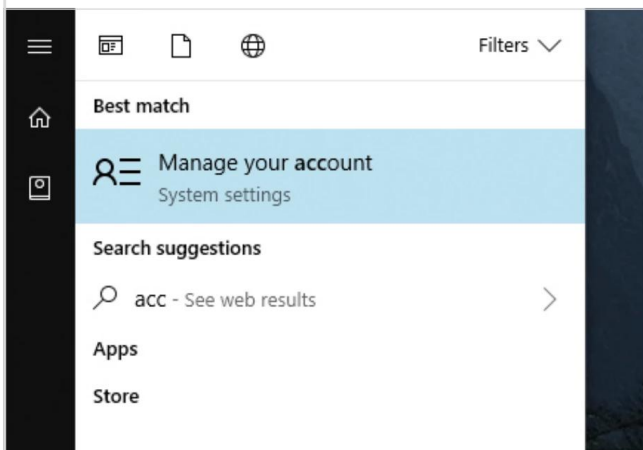 Filters
Best match
Manage your account
System settings
Search suggestions
acc - See web results
Apps
Store